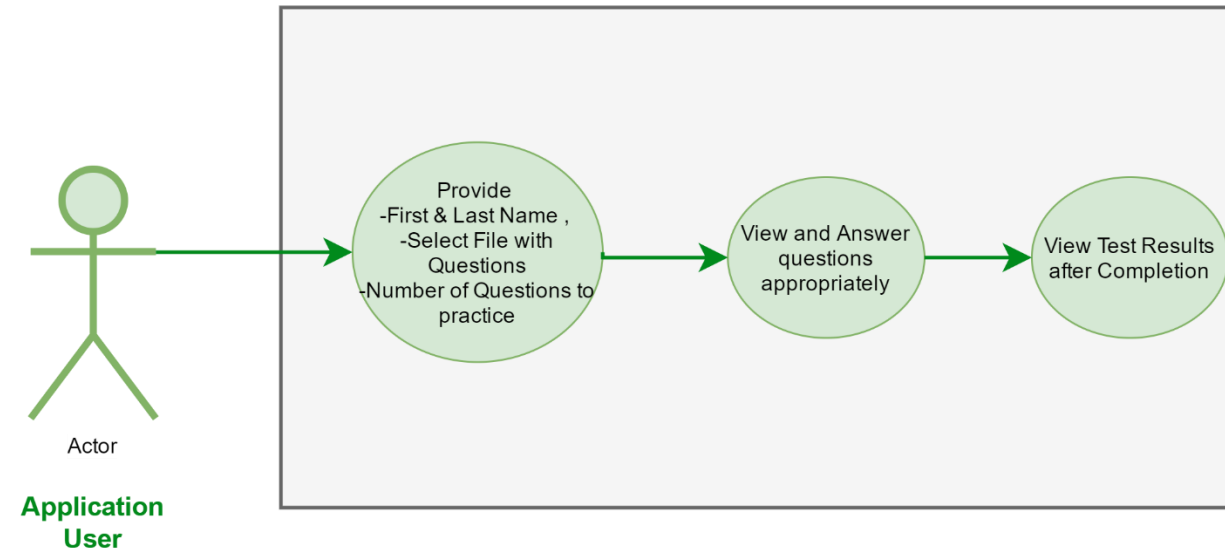 Provide
-First & Last Name ,
-Select File with
Questions
-Number of Questions to
practice
View and Answer
questions
appropriately
View Test Results
after Completion
Actor
Application
User